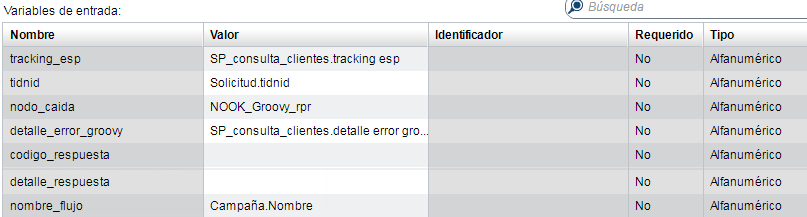 Variables de entrada:
Búsqueda
Nombre Valor Identificador Requerido Tipo
tracking_esp SP_consulta_clientes.tracking esp No Alfanumérico
tidnid Solicitud.tidnid No Alfanumérico
nodo_caida NOOK_Groovy_rpr No Alfanumérico
detalle_error_groovy SP_consulta_clientes.detalle error gro... No Alfanumérico
codigo_respuesta No Alfanumérico
detalle_respuesta No Alfanumérico
nombre_flujo Campaña.Nombre No Alfanumérico